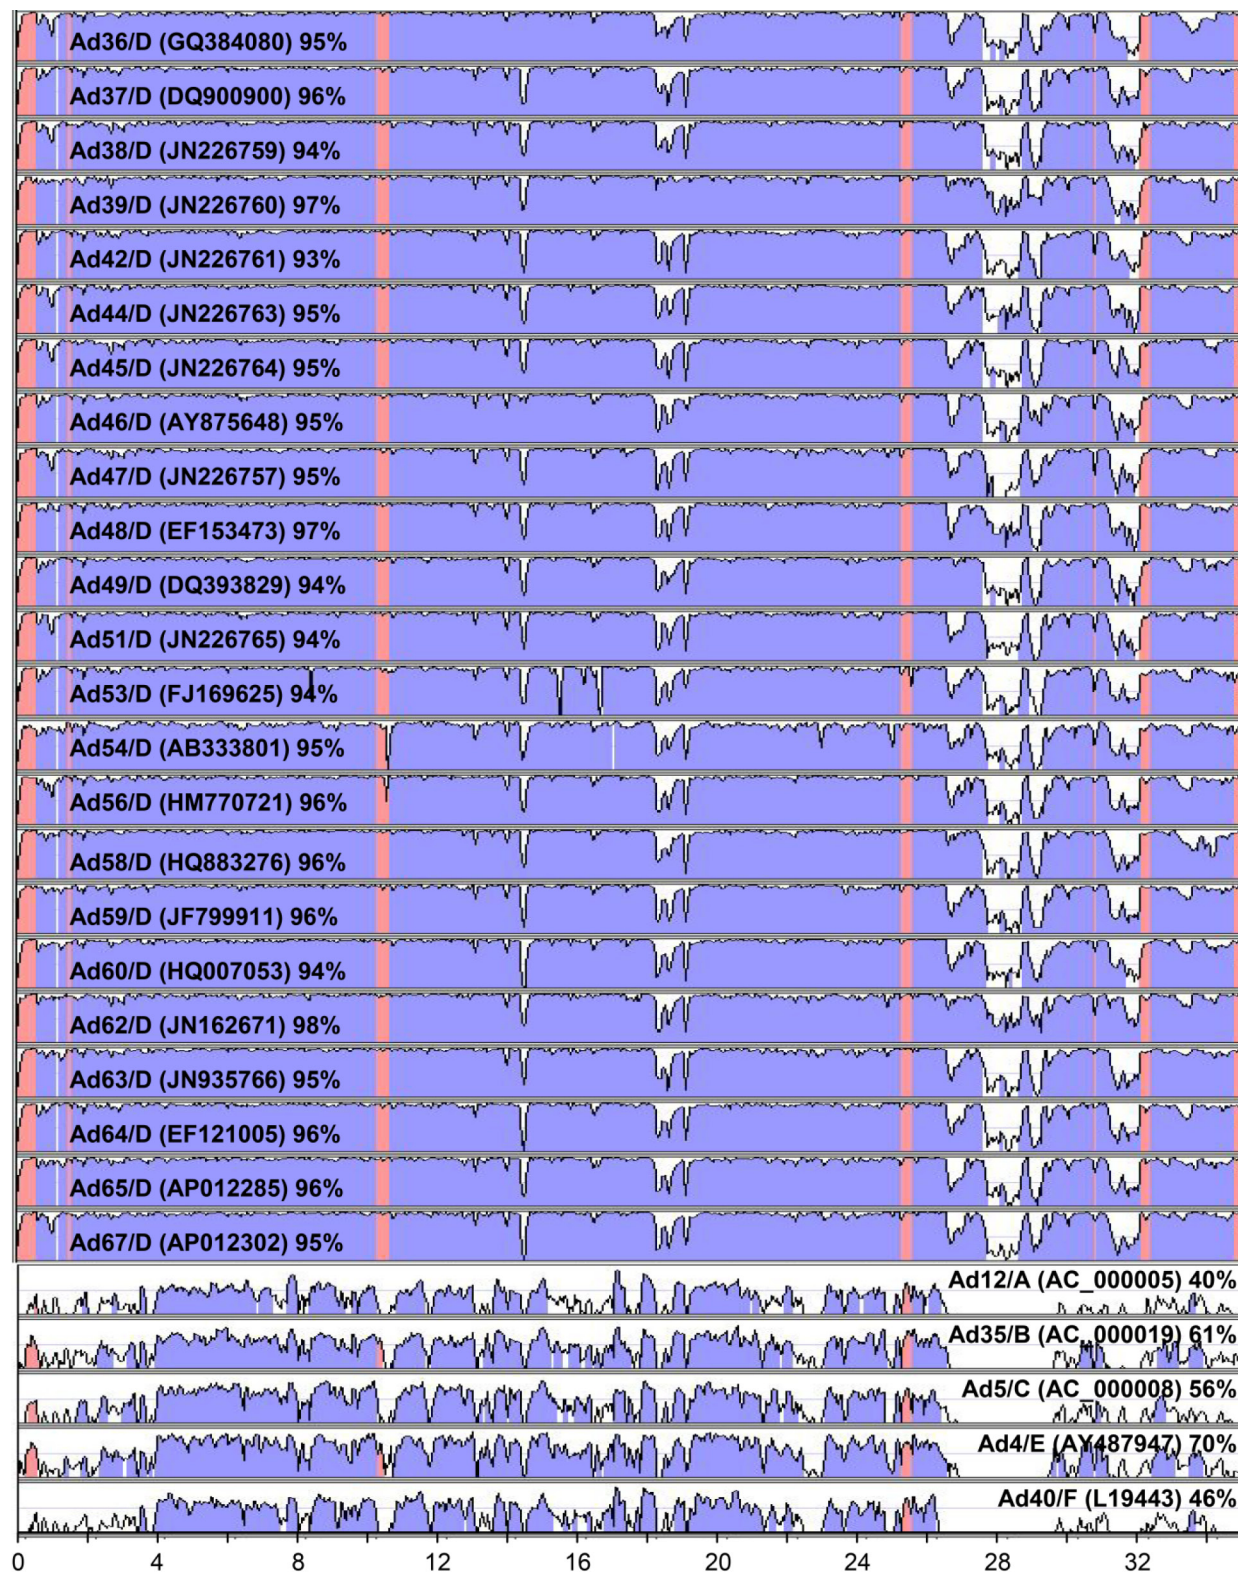 Ad36/D (GQ384080) 95%
Ad37/D (DQ900900) 96%
Ad38/D (JN226759) 94%
Ad39/D (JN226760) 97%
Ad42/D (JN226761) 93%
Ad44/D (JN226763) 95%
Ad45/D (JN226764) 95%
Ad46/D (AY875648) 95%
Ad47/D (JN226757) 95%
Ad48/D (EF153473) 97%
Ad49/D (DQ393829) 94%
Ad51/D (JN226765) 94%
Ad53/D (FJ169625) 94%
Ad54/D (AB333801) 95%
Ad56/D (HM770721) 96%
Ad58/D (HQ883276) 96%
Ad59/D (JF799911) 96%
Ad60/D (HQ007053) 94%
Ad62/D (JN162671) 98%
Ad63/D (JN935766) 95%
Ad64/D (EF121005) 96%
Ad65/D (AP012285) 96%
Ad67/D (AP012302) 95%
Ad12/A (AC_000005) 40%
Ad35/B (AC_000019) 61%
Ad5/C (AC_000008) 56%
Ad4/E (AY487947) 70%
Ad40/F (L19443) 46%
0 4 8 12 16 20 24 28 32